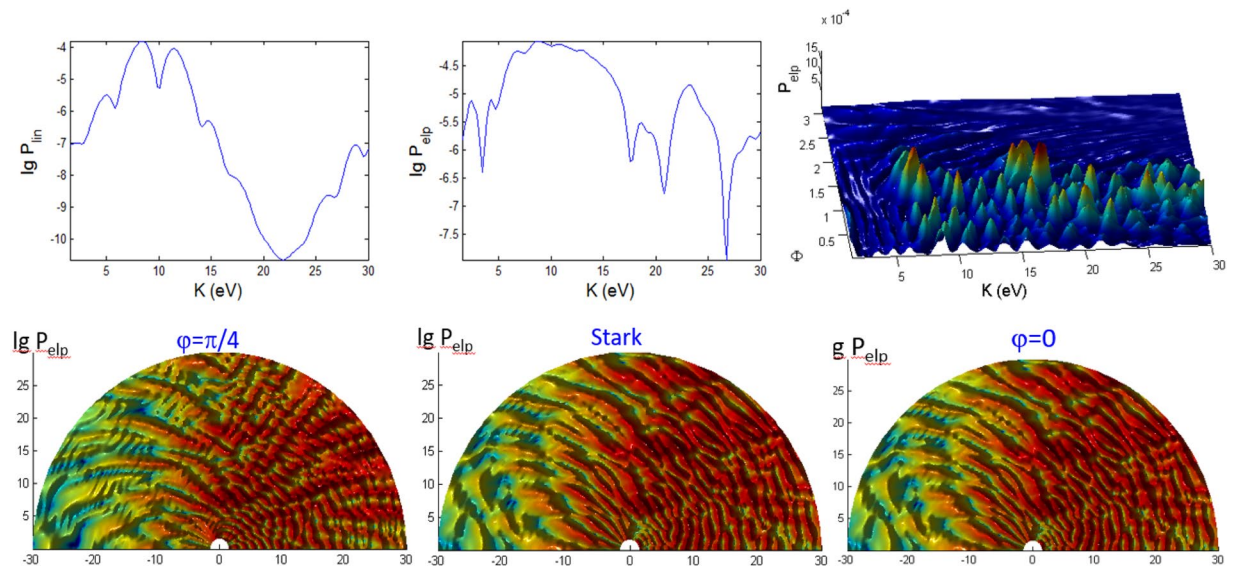 lg P_lin
-4
-5
-6
-7
-8
-9
-10
5 10 15 20 25 30
K (eV)
lg P_elp
-4.5
-5
-5.5
-6
-6.5
-7
-7.5
5 10 15 20 25 30
K (eV)
x 10^-4
P_elp
15
10
5
3
2.5
2
1.5
1
0.5
Φ
5 10 15 20 25 30
K (eV)
lg P_elp
φ=π/4
25
20
15
10
5
-30 -20 -10 0 10 20 30
lg P_elp
Stark
25
20
15
10
5
-30 -20 -10 0 10 20 30
g P_elp
φ=0
25
20
15
10
5
-30 -20 -10 0 10 20 30